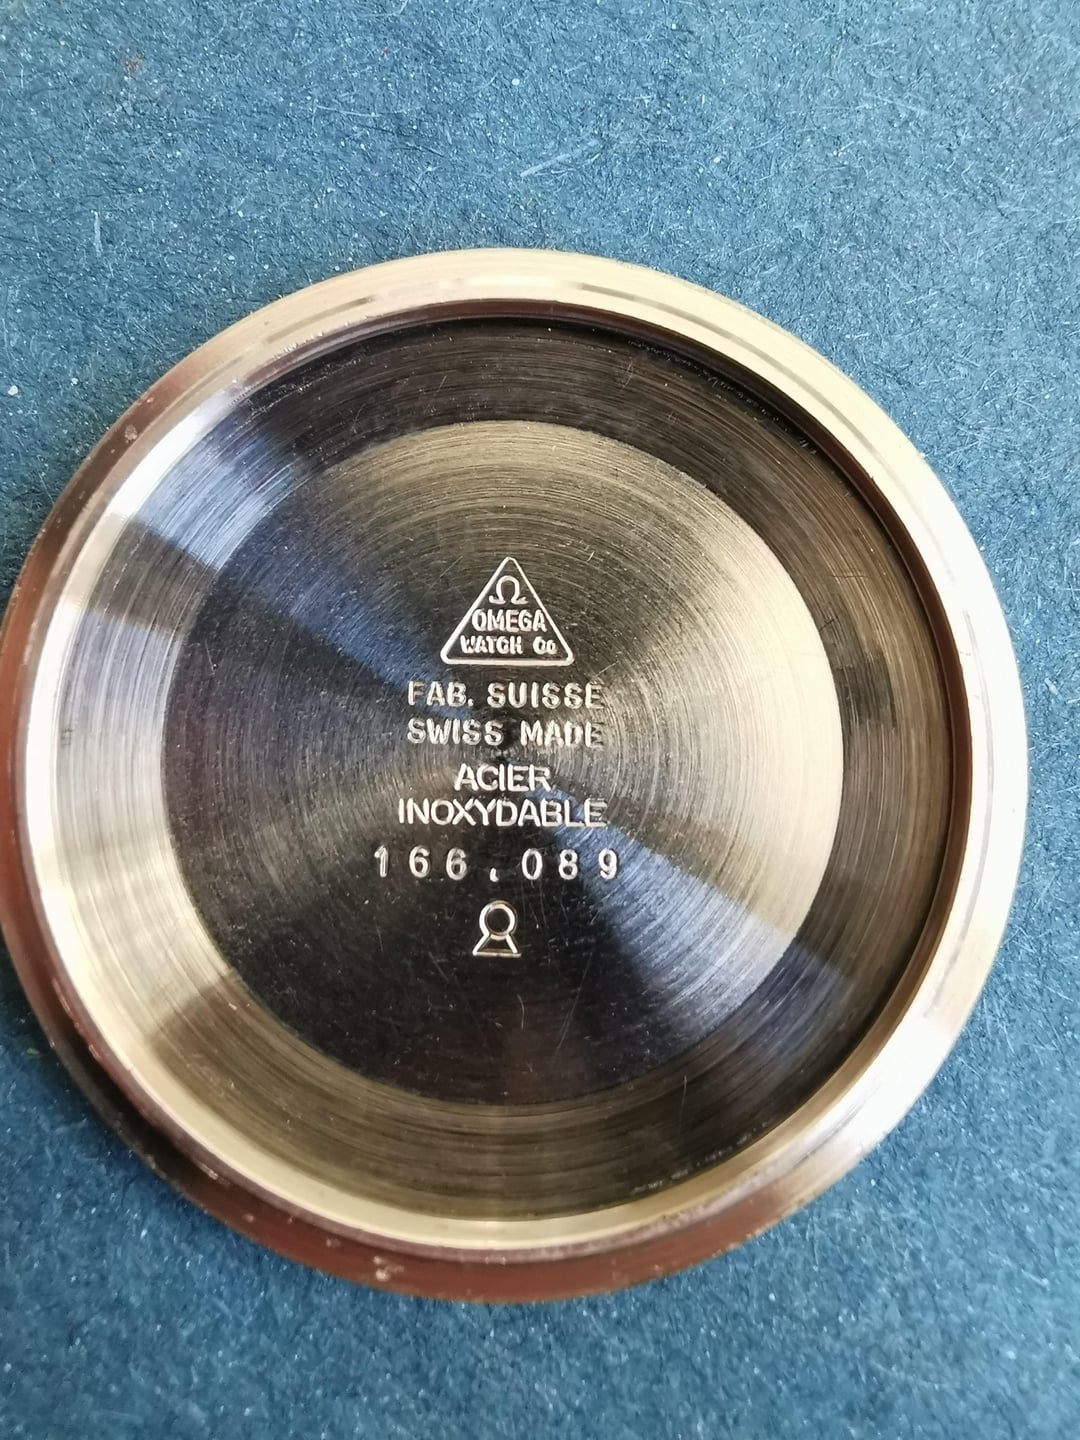 Ω
OMEGA
WATCH Co
FAB. SUISSE
SWISS MADE
ACIER
INOXYDABLE
166.089